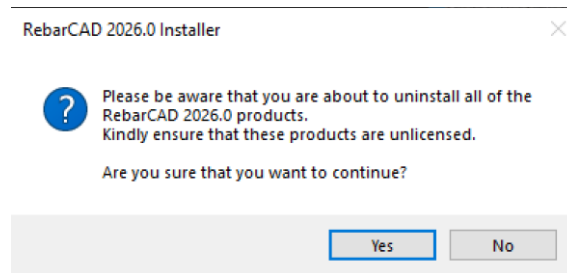 RebarCAD 2026.0 Installer
Please be aware that you are about to uninstall all of the
RebarCAD 2026.0 products.
Kindly ensure that these products are unlicensed.
Are you sure that you want to continue?
Yes No